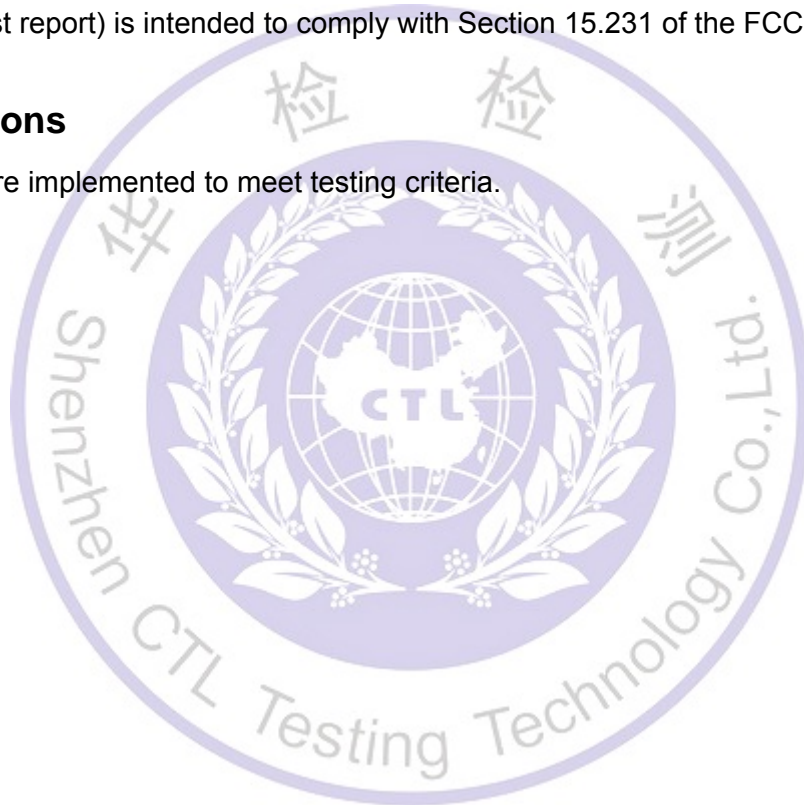 st report) is intended to comply with Section 15.231 of the FCC
ons
re implemented to meet testing criteria.
华 检 检 测
Shenzhen CTL Testing Technology Co.,Ltd.
CTL